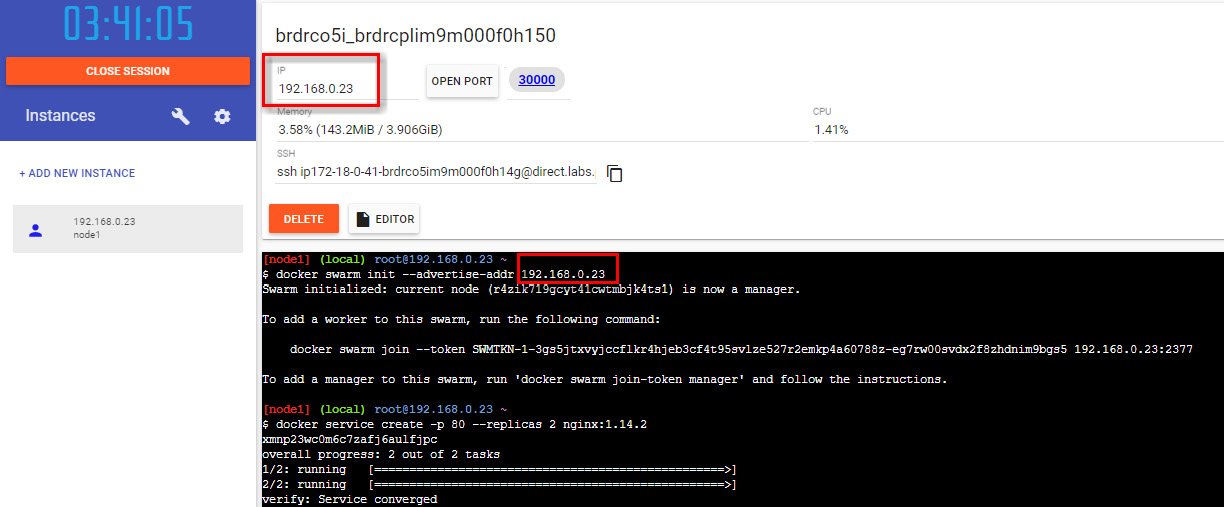 03:41:05
CLOSE SESSION
Instances
+ ADD NEW INSTANCE
192.168.0.23
node1
brdrco5i_brdrcplim9m000f0h150
IP
192.168.0.23
OPEN PORT
30000
Memory
3.58% (143.2MiB / 3.906GiB)
CPU
1.41%
SSH
ssh ip172-18-0-41-brdrco5im9m000f0h14g@direct.labs.
DELETE
EDITOR
[node1] (local) root@192.168.0.23 ~
$ docker swarm init --advertise-addr 192.168.0.23
Swarm initialized: current node (r4zik719gcyt41cwtmbjk4ts1) is now a manager.
To add a worker to this swarm, run the following command:
docker swarm join --token SWMTKN-1-3gs5jtxvyjccflkr4hjeb3cf4t95svlze527r2emkp4a60788z-eg7rw00svdx2f8zhdnim9bgs5 192.168.0.23:2377
To add a manager to this swarm, run 'docker swarm join-token manager' and follow the instructions.
[node1] (local) root@192.168.0.23 ~
$ docker service create -p 80 --replicas 2 nginx:1.14.2
xmnp23wc0m6c7zafj6aulfjpc
overall progress: 2 out of 2 tasks
1/2: running   [==================================================>]
2/2: running   [==================================================>]
verify: Service converged